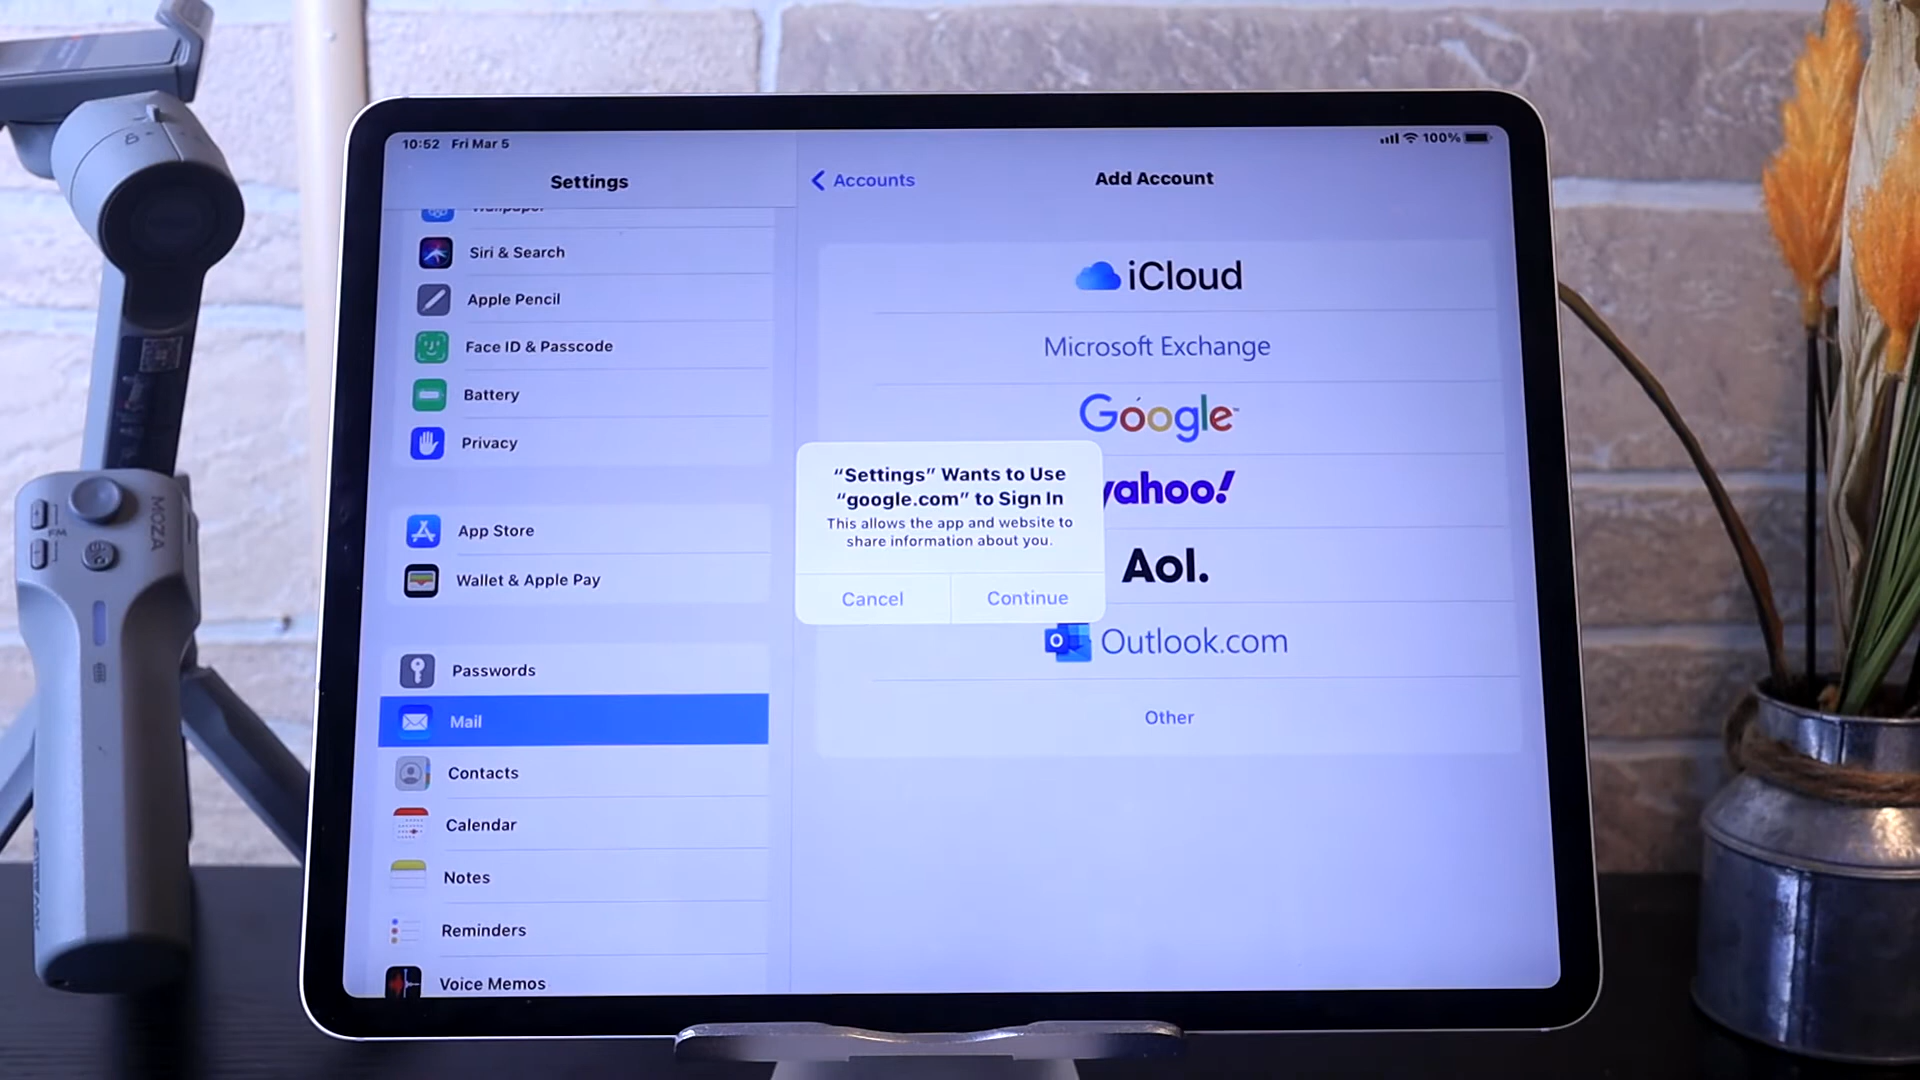 10:52 Fri Mar 5
100%
Settings
Wallpaper
Siri & Search
Apple Pencil
Face ID & Passcode
Battery
Privacy
App Store
Wallet & Apple Pay
Passwords
Mail
Contacts
Calendar
Notes
Reminders
Voice Memos
Accounts
Add Account
iCloud
Microsoft Exchange
Google
yahoo!
Aol.
Outlook.com
Other
“Settings” Wants to Use
“google.com” to Sign In
This allows the app and website to
share information about you.
Cancel
Continue
MOZA